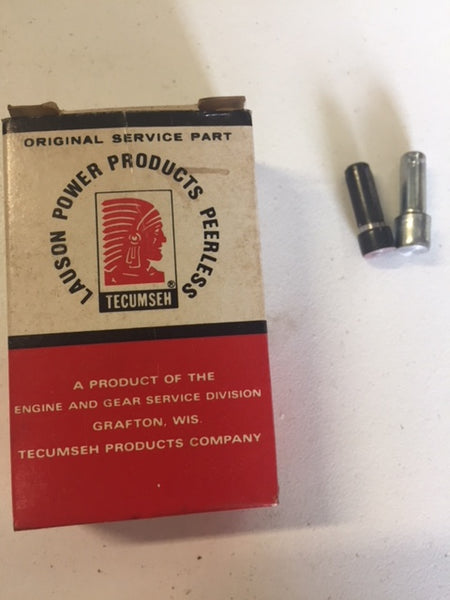 ORIGINAL SERVICE PART
LAUSON POWER PRODUCTS PEERLESS
®
TECUMSEH
A PRODUCT OF THE
ENGINE AND GEAR SERVICE DIVISION
GRAFTON, WIS.
TECUMSEH PRODUCTS COMPANY